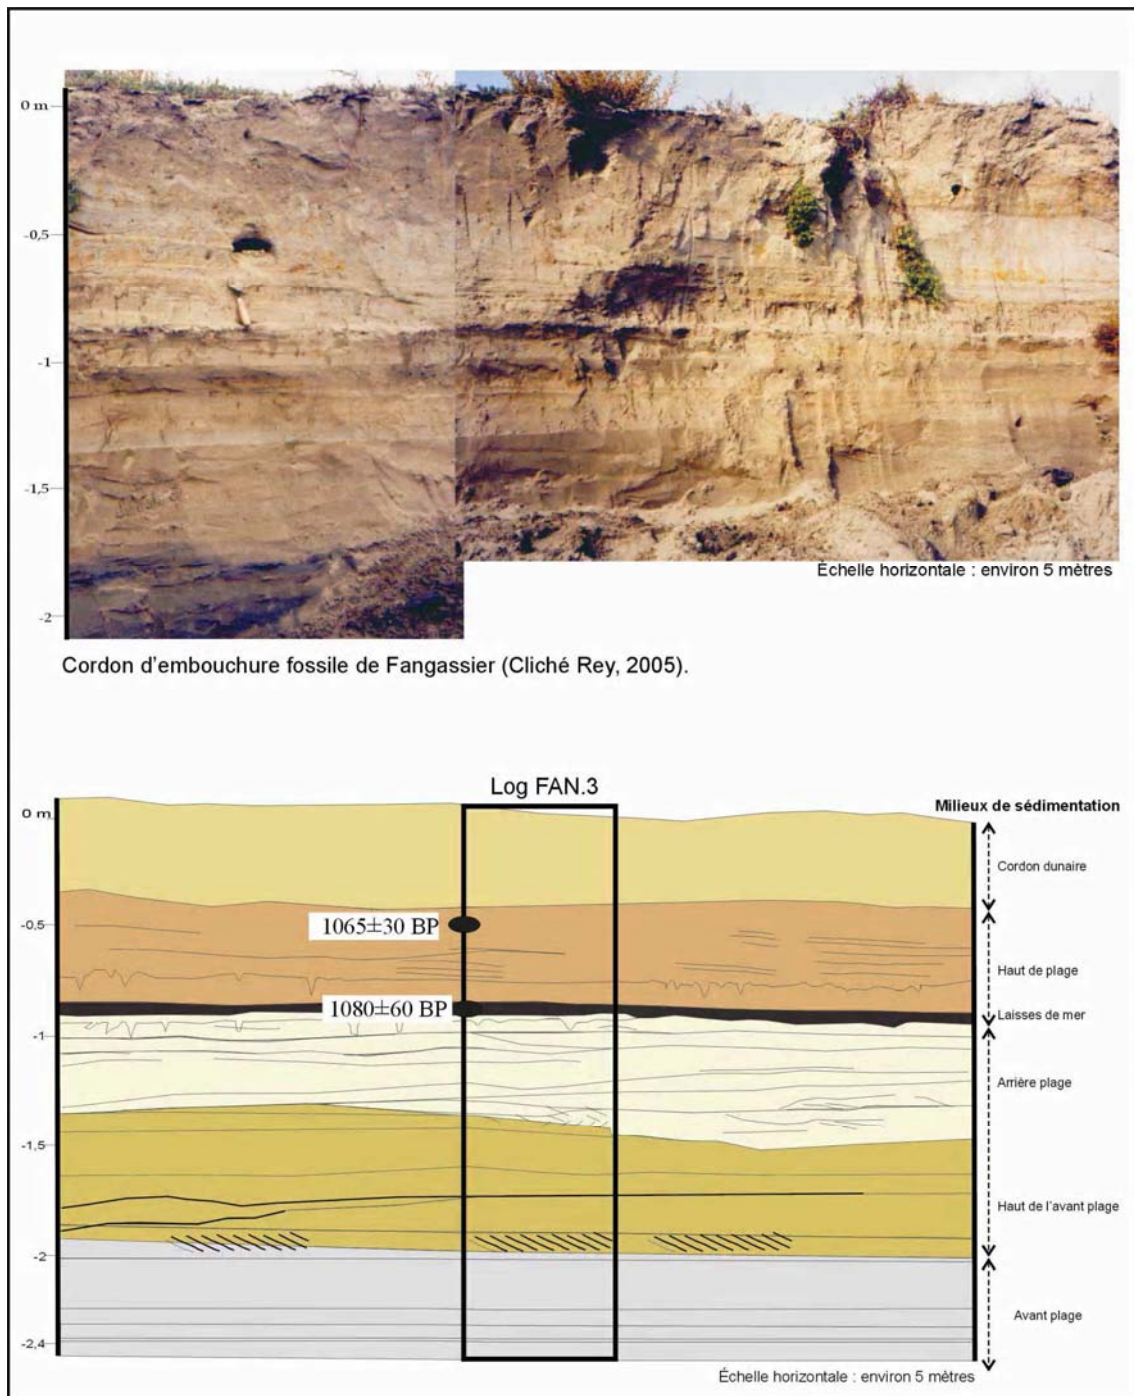 0 m
-0,5
-1
-1,5
-2
Échelle horizontale : environ 5 mètres
Cordon d'embouchure fossile de Fangassier (Cliché Rey, 2005).
Log FAN.3
Milieux de sédimentation
0 m
Cordon dunaire
-0,5
1065±30 BP
Haut de plage
1080±60 BP
Laisses de mer
-1
Arrière plage
-1,5
Haut de l'avant plage
-2
Avant plage
-2,4
Échelle horizontale : environ 5 mètres